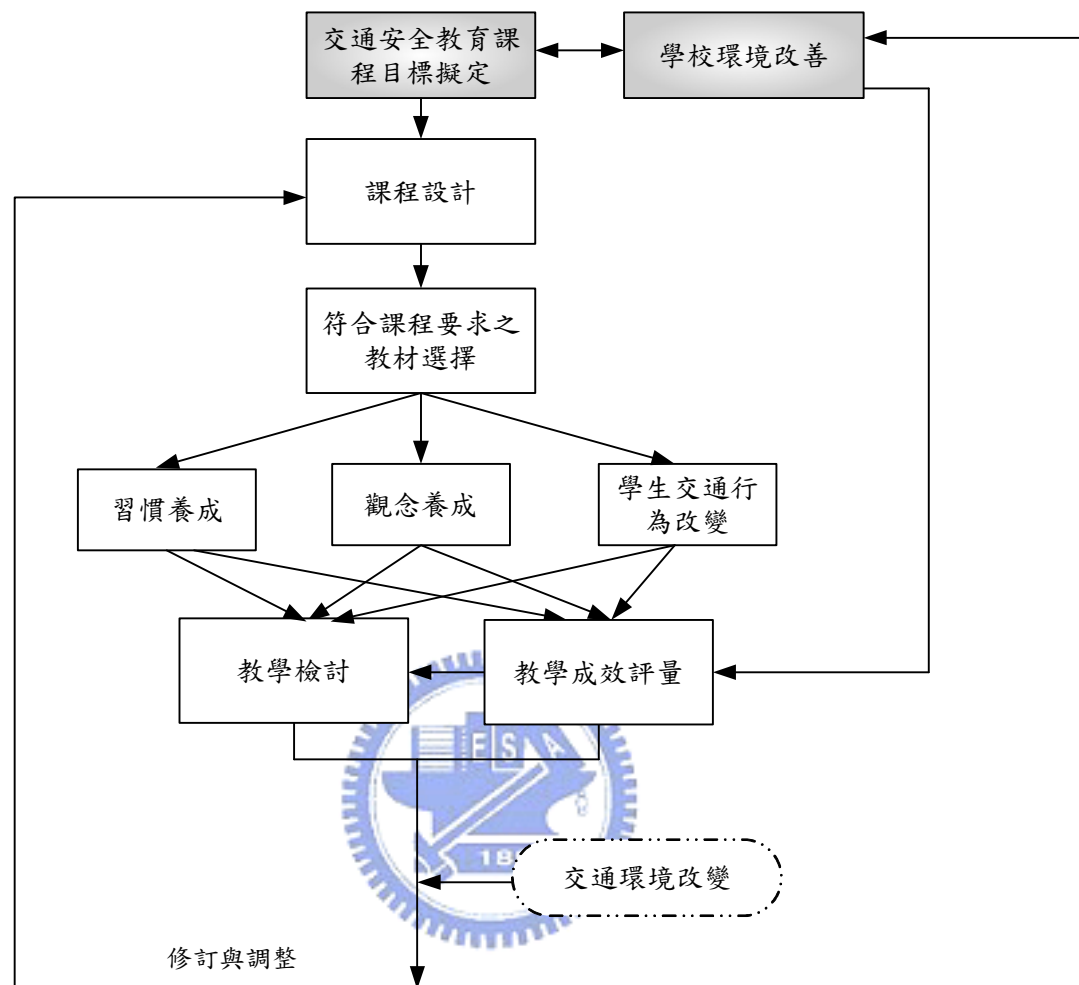 交通安全教育課
程目標擬定
學校環境改善
課程設計
符合課程要求之
教材選擇
習慣養成
觀念養成
學生交通行
為改變
教學檢討
教學成效評量
ESA
18
交通環境改變
修訂與調整